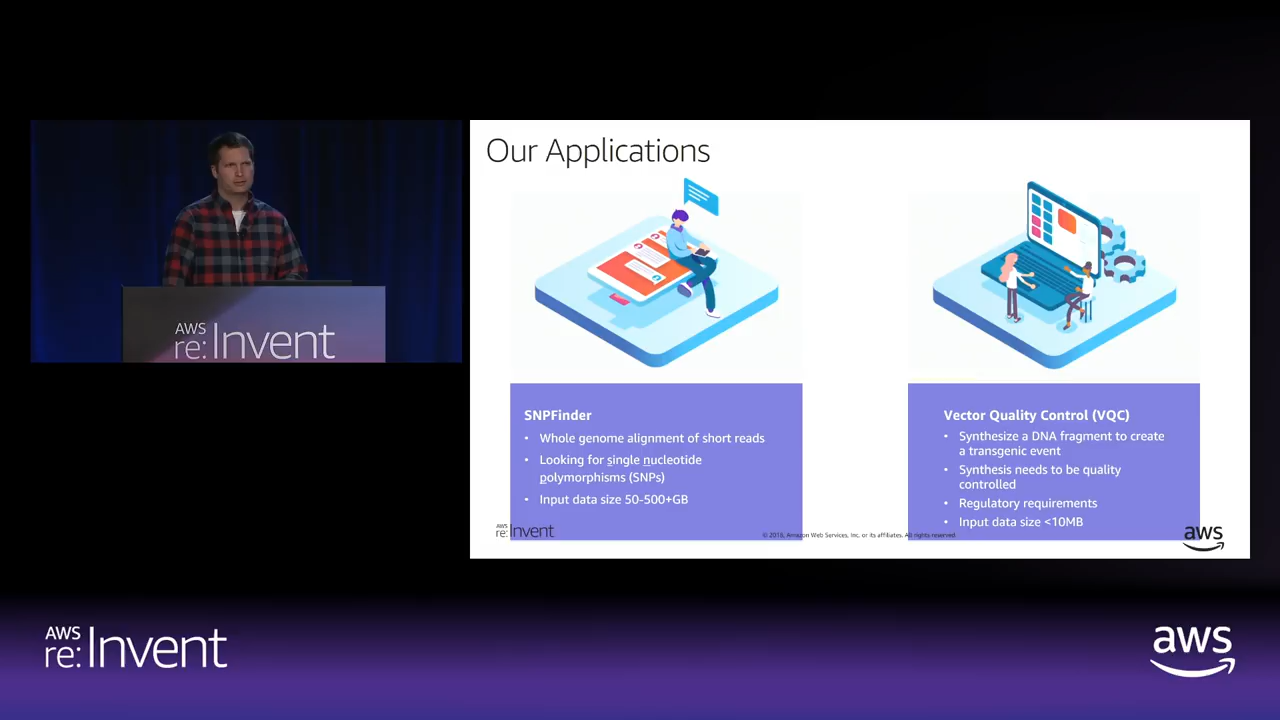 Our Applications
SNPFinder
• Whole genome alignment of short reads
• Looking for single nucleotide
polymorphisms (SNPs)
• Input data size 50-500+GB
Vector Quality Control (VQC)
• Synthesize a DNA fragment to create
a transgenic event
• Synthesis needs to be quality
controlled
• Regulatory requirements
• Input data size <10MB
AWS
re:Invent
© 2018, Amazon Web Services, Inc. or its affiliates. All rights reserved.
aws
AWS
re:Invent
AWS
re:Invent
aws